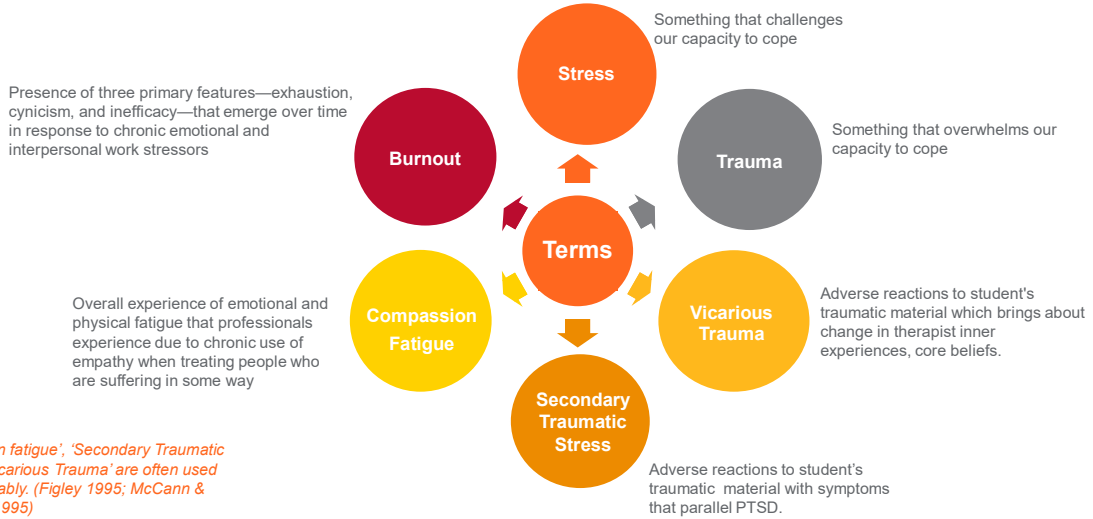 Something that challenges
our capacity to cope
Stress
Presence of three primary features—exhaustion,
cynicism, and inefficacy—that emerge over time
in response to chronic emotional and
interpersonal work stressors
Burnout
Trauma
Something that overwhelms our
capacity to cope
Terms
Overall experience of emotional and
physical fatigue that professionals
experience due to chronic use of
empathy when treating people who
are suffering in some way
Compassion
Fatigue
Vicarious
Trauma
Adverse reactions to student's
traumatic material which brings about
change in therapist inner
experiences, core beliefs.
Secondary
Traumatic
Stress
Adverse reactions to student’s
traumatic material with symptoms
that parallel PTSD.
fatigue’, ‘Secondary Traumatic
Trauma’ are often used
(Figley 1995; McCann &
1995)